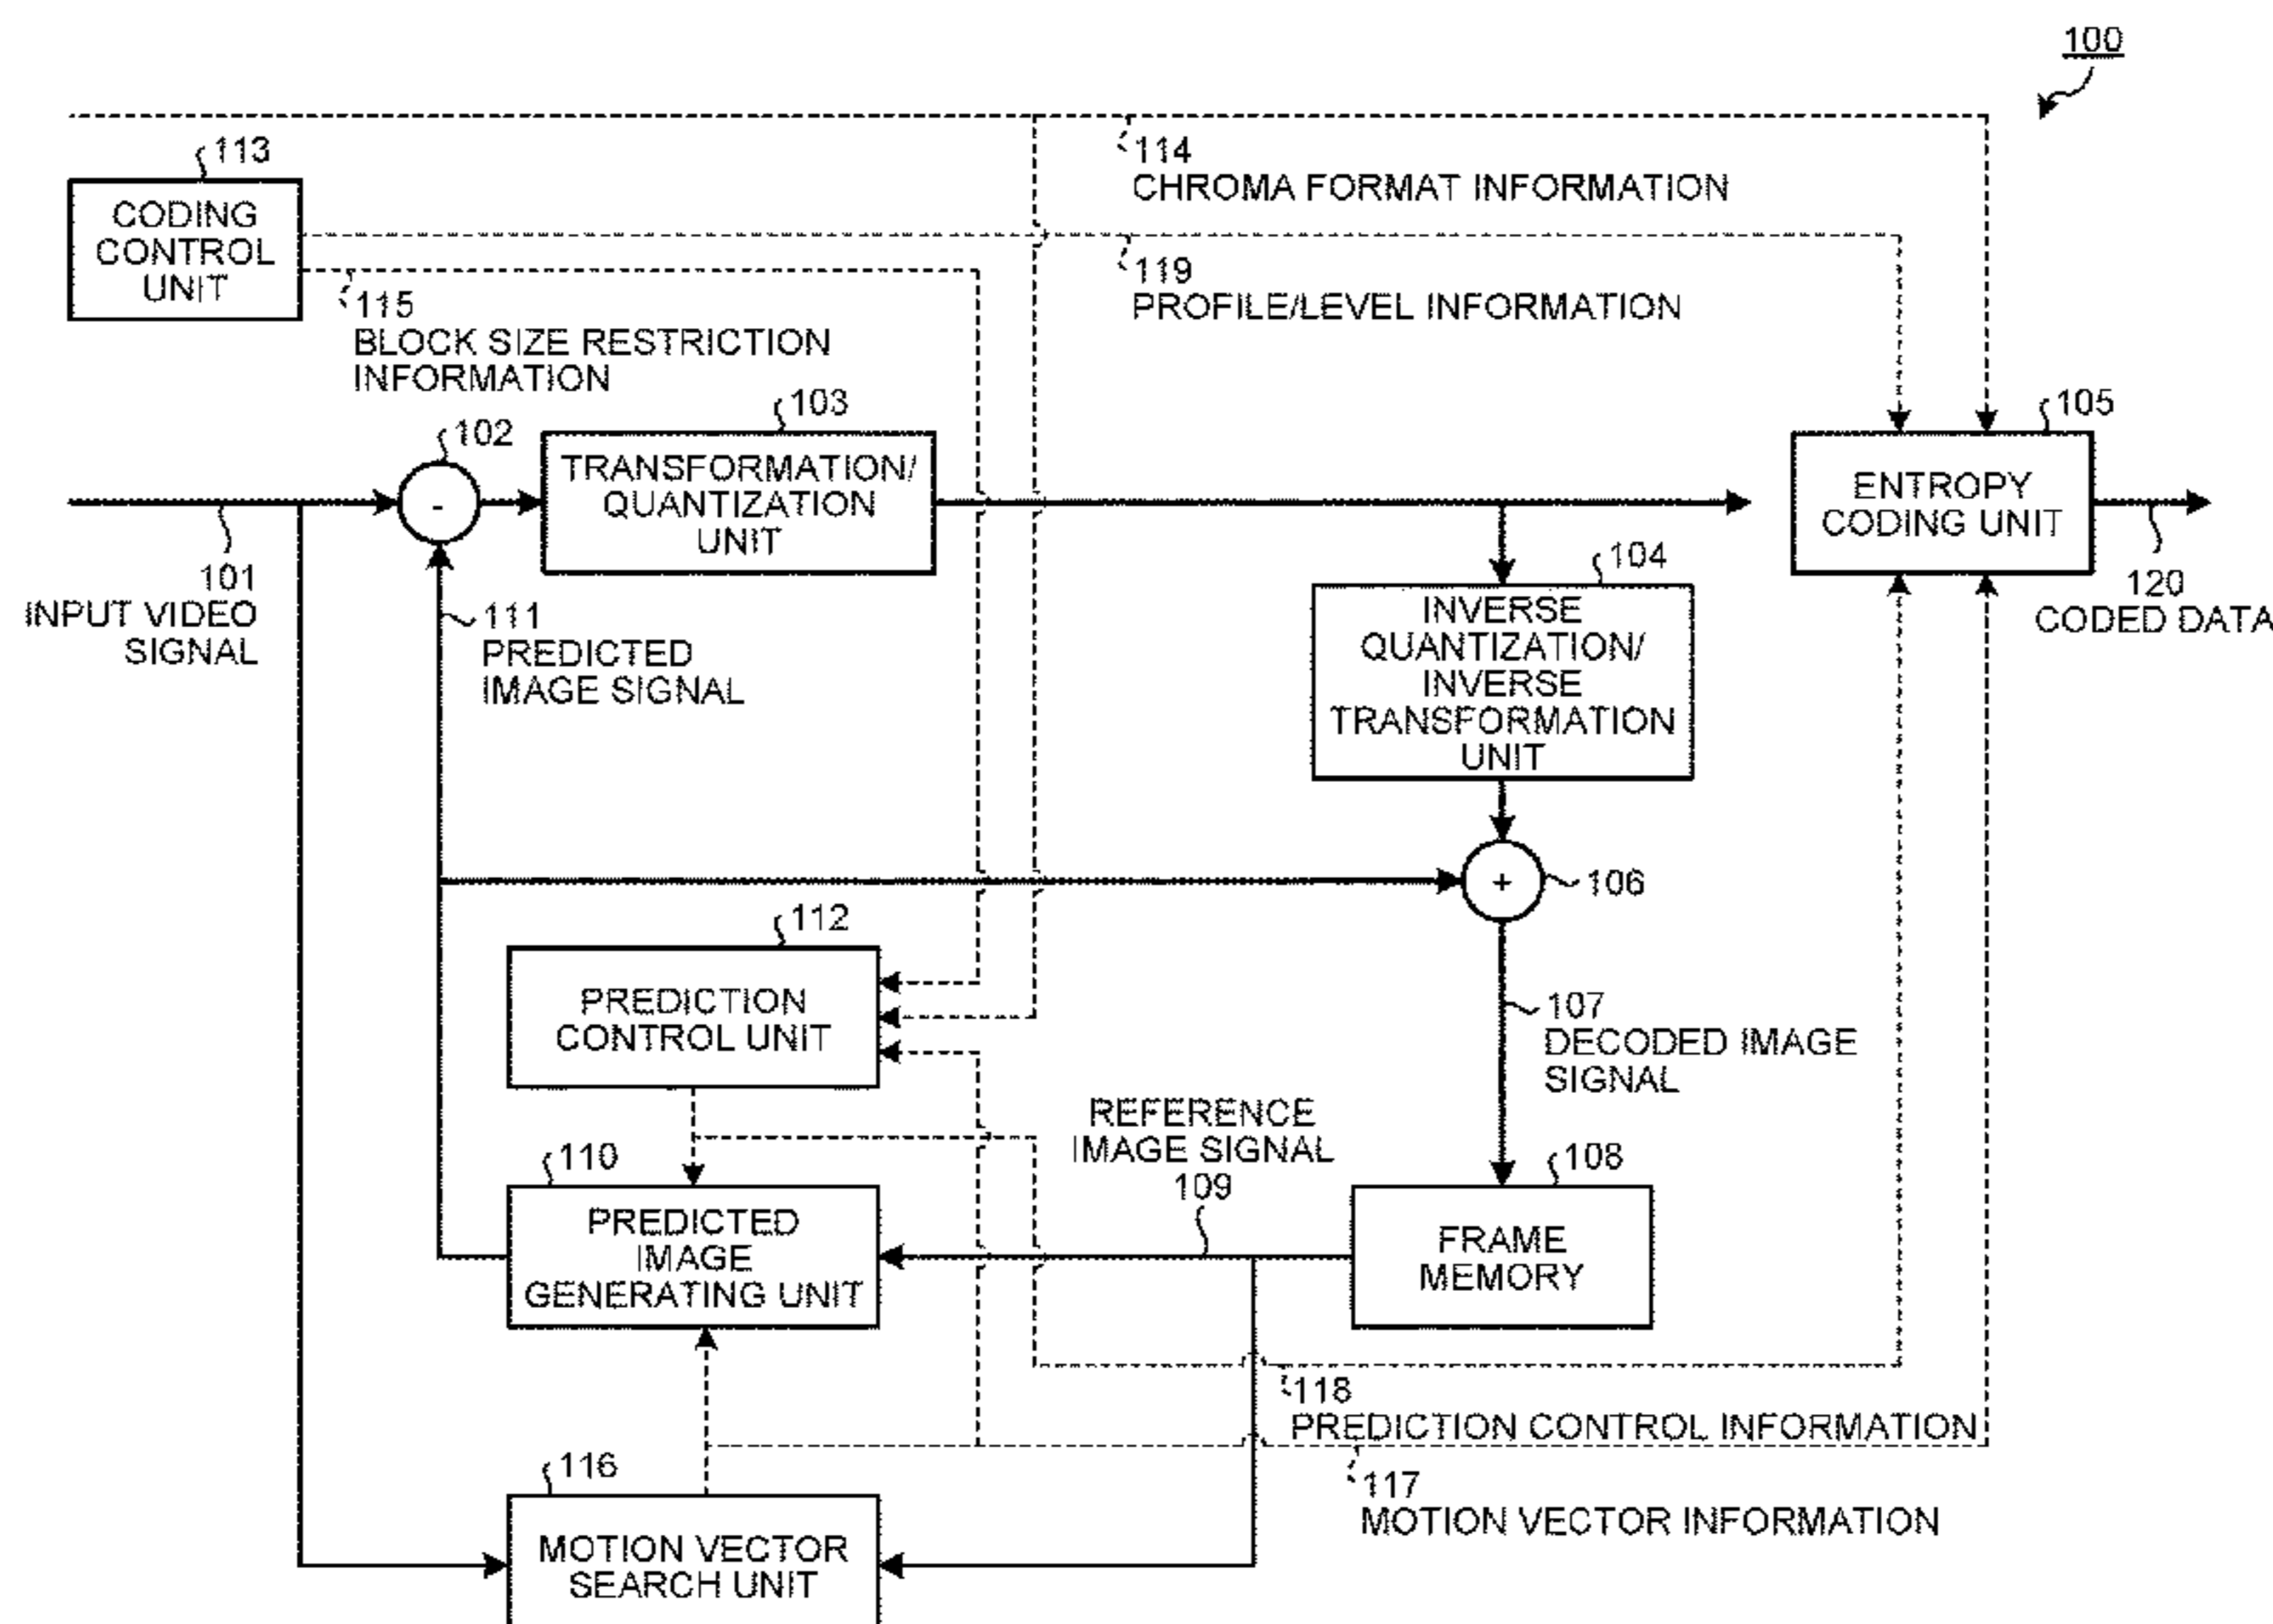 100
114
CHROMA FORMAT INFORMATION
113
CODING
CONTROL
UNIT
119
PROFILE/LEVEL INFORMATION
115
BLOCK SIZE RESTRICTION
INFORMATION
102
103
TRANSFORMATION/
QUANTIZATION
UNIT
105
ENTROPY
CODING UNIT
-
101
INPUT VIDEO
SIGNAL
111
PREDICTED
IMAGE SIGNAL
104
INVERSE
QUANTIZATION/
INVERSE
TRANSFORMATION
UNIT
120
CODED DATA
+
106
112
PREDICTION
CONTROL UNIT
107
DECODED IMAGE
SIGNAL
REFERENCE
IMAGE SIGNAL
109
110
PREDICTED
IMAGE
GENERATING UNIT
108
FRAME
MEMORY
118
PREDICTION CONTROL INFORMATION
116
MOTION VECTOR
SEARCH UNIT
117
MOTION VECTOR INFORMATION